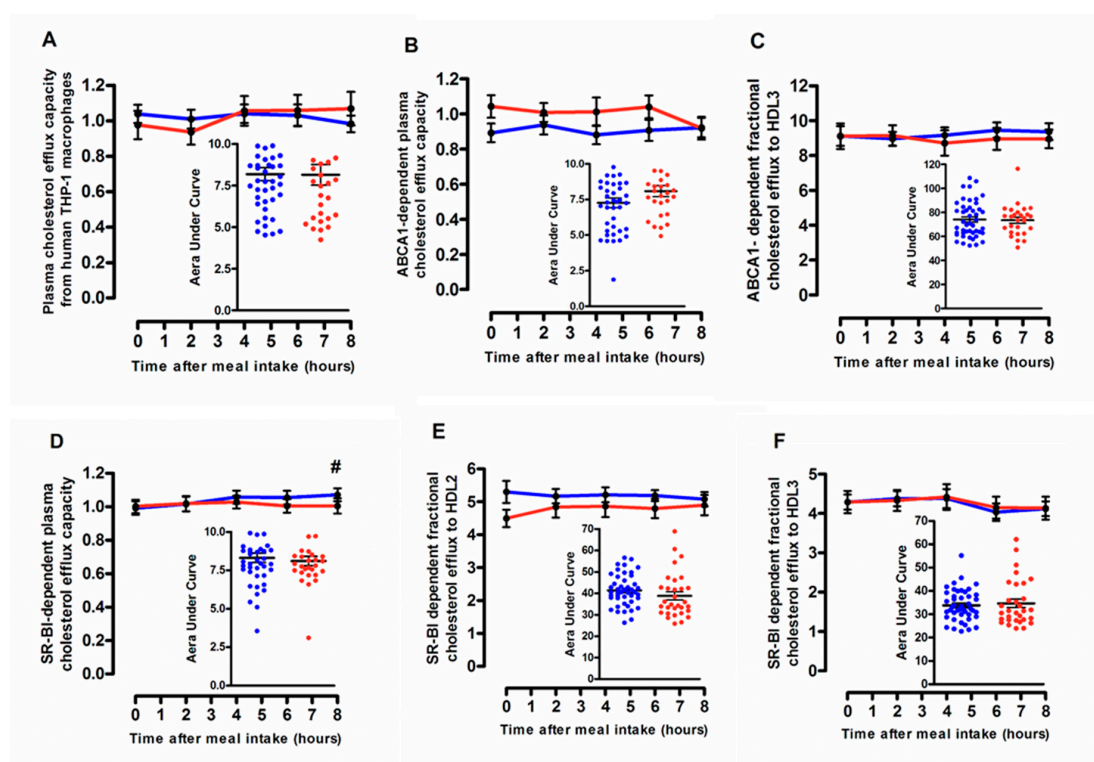 A
Plasma cholesterol efflux capacity
from human THP-1 macrophages
1.2
1.0
0.8
0.6
0.4
0.2
0.0
Aera Under Curve
10.0
7.5
5.0
2.5
0.0
0 1 2 3 4 5 6 7 8
Time after meal intake (hours)
B
ABCA1-dependent plasma
cholesterol efflux capacity
1.2
1.0
0.8
0.6
0.4
0.2
0.0
Aera Under Curve
10.0
7.5
5.0
2.5
0.0
0 1 2 3 4 5 6 7 8
Time after meal intake (hours)
C
ABCA1- dependent fractional
cholesterol efflux to HDL3
12
10
8
6
4
2
0
Aera Under Curve
120
100
80
60
40
20
0
0 1 2 3 4 5 6 7 8
Time after meal intake (hours)
D
SR-BI-dependent plasma
cholesterol efflux capacity
1.2
1.0
0.8
0.6
0.4
0.2
0.0
#
Aera Under Curve
10.0
7.5
5.0
2.5
0.0
0 1 2 3 4 5 6 7 8
Time after meal intake (hours)
E
SR-BI dependent fractional
cholesterol efflux to HDL2
6
5
4
3
2
1
0
Aera Under Curve
70
60
50
40
30
20
10
0
0 1 2 3 4 5 6 7 8
Time after meal intake (hours)
F
SR-BI dependent fractional
cholesterol efflux to HDL3
5
4
3
2
1
0
Aera Under Curve
70
60
50
40
30
20
10
0
0 1 2 3 4 5 6 7 8
Time after meal intake (hours)